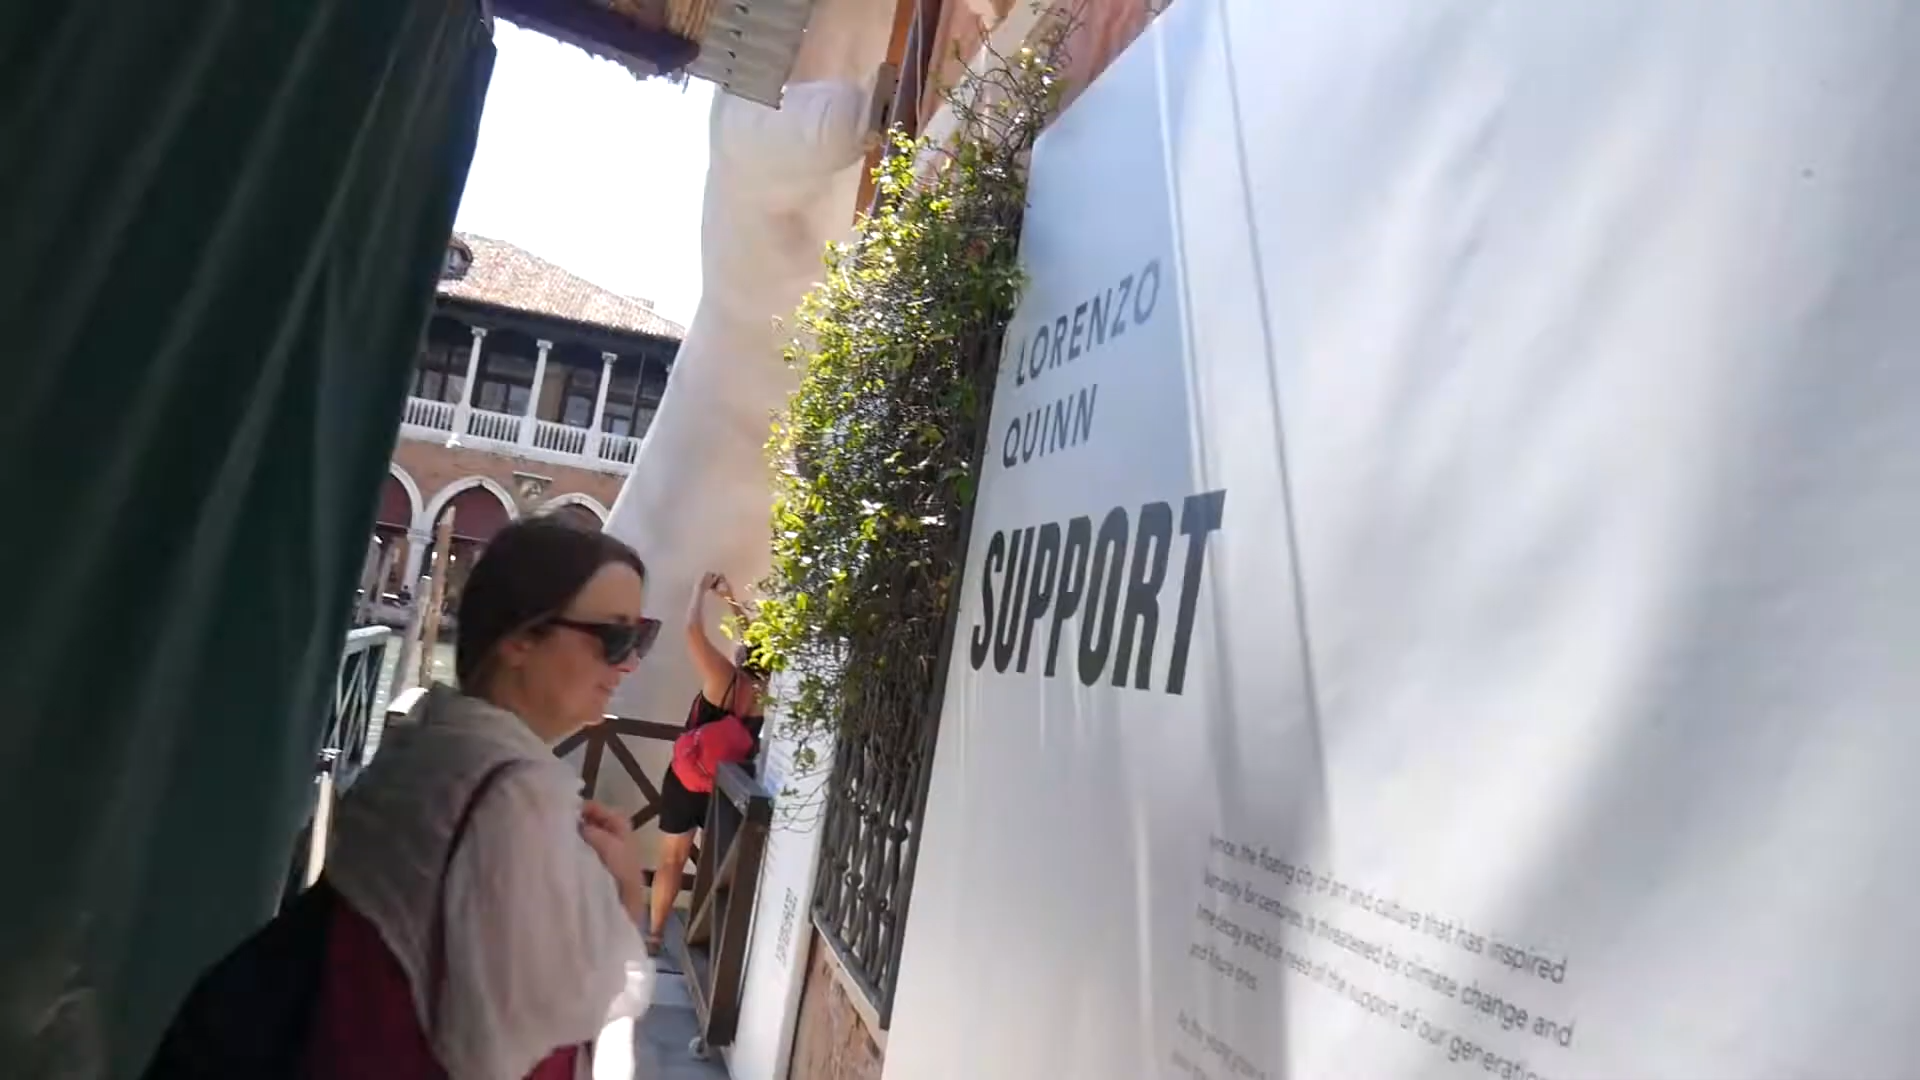 LORENZO
QUINN
SUPPORT
Venice, the floating city of art and culture that has inspired
humanity for centuries, is threatened by climate change and
time decay and is in need of the support of our generation
and future ones.